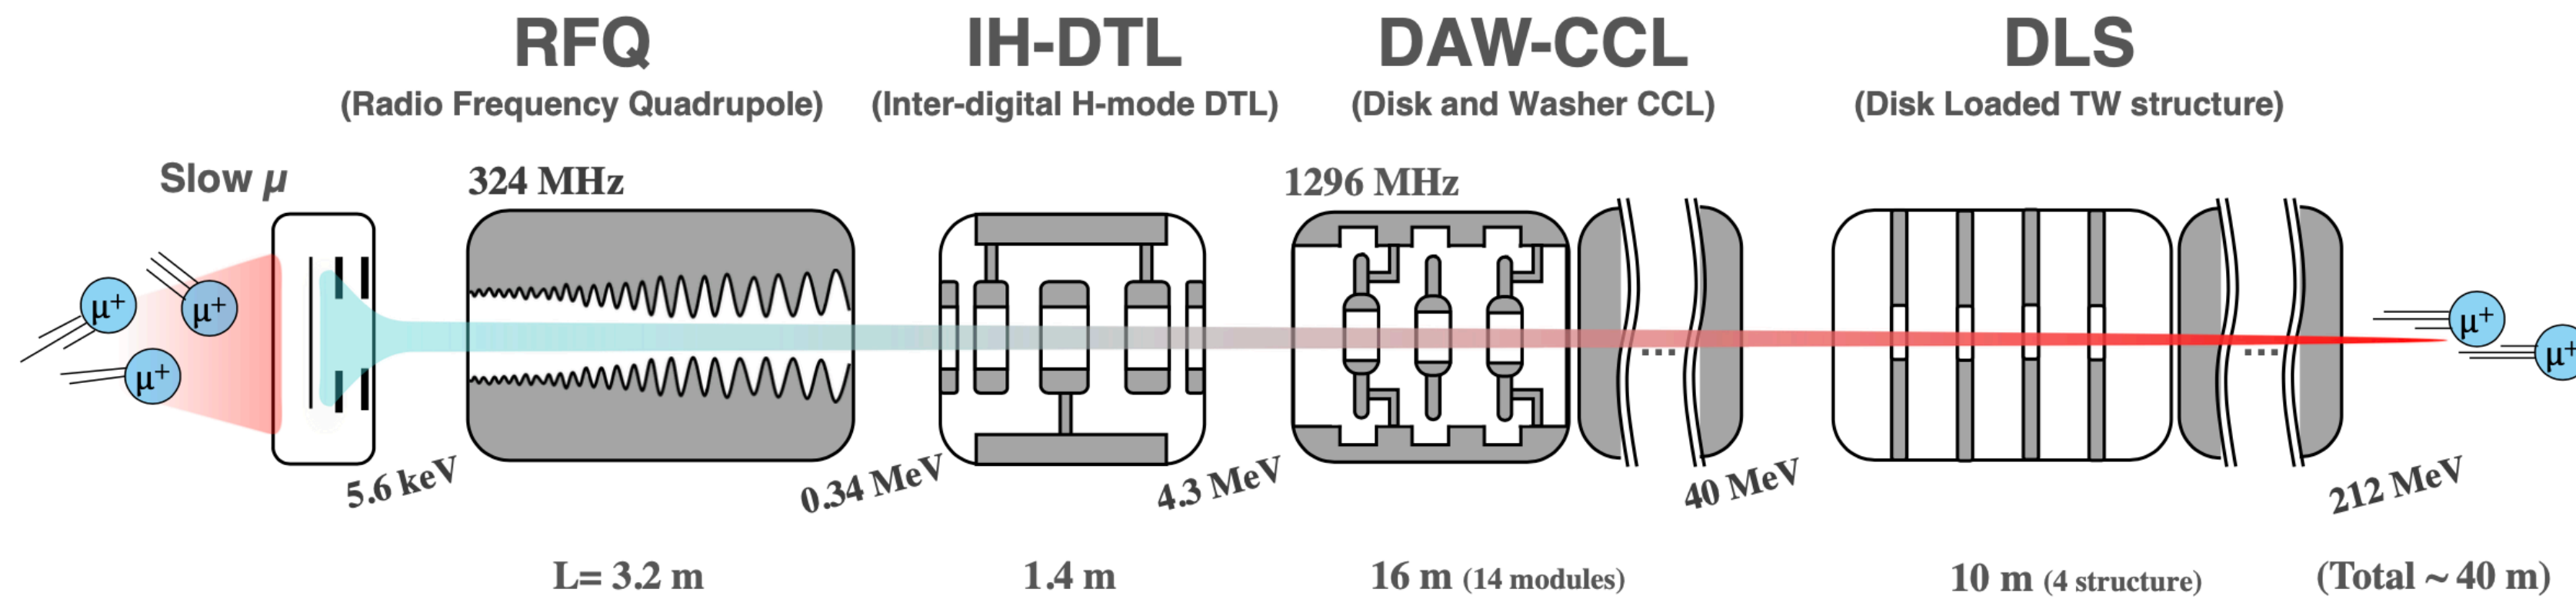 RFQ
(Radio Frequency Quadrupole)
IH-DTL
(Inter-digital H-mode DTL)
DAW-CCL
(Disk and Washer CCL)
DLS
(Disk Loaded TW structure)
Slow μ
324 MHz
1296 MHz
μ+
μ+
μ+
...
...
μ+
μ+
5.6 keV
0.34 MeV
4.3 MeV
40 MeV
212 MeV
L= 3.2 m
1.4 m
16 m (14 modules)
10 m (4 structure)
(Total ~ 40 m)